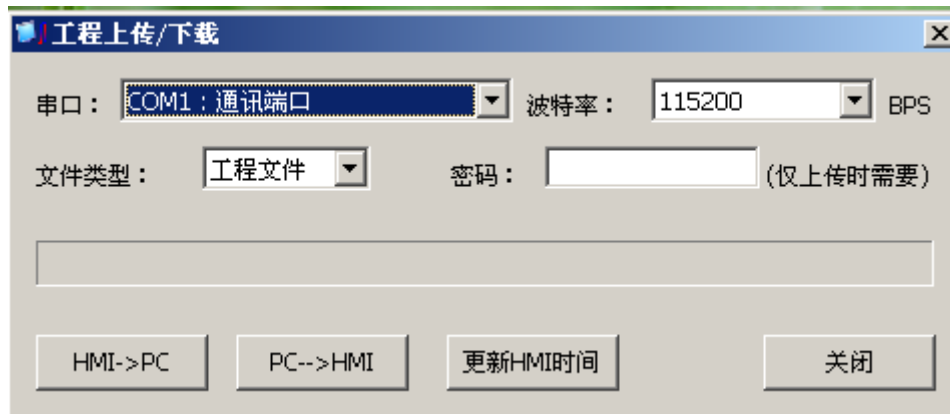 工程上传/下载
串口： COM1：通讯端口 波特率： 115200 BPS
文件类型： 工程文件 密码： (仅上传时需要)
HMI->PC PC-->HMI 更新HMI时间 关闭